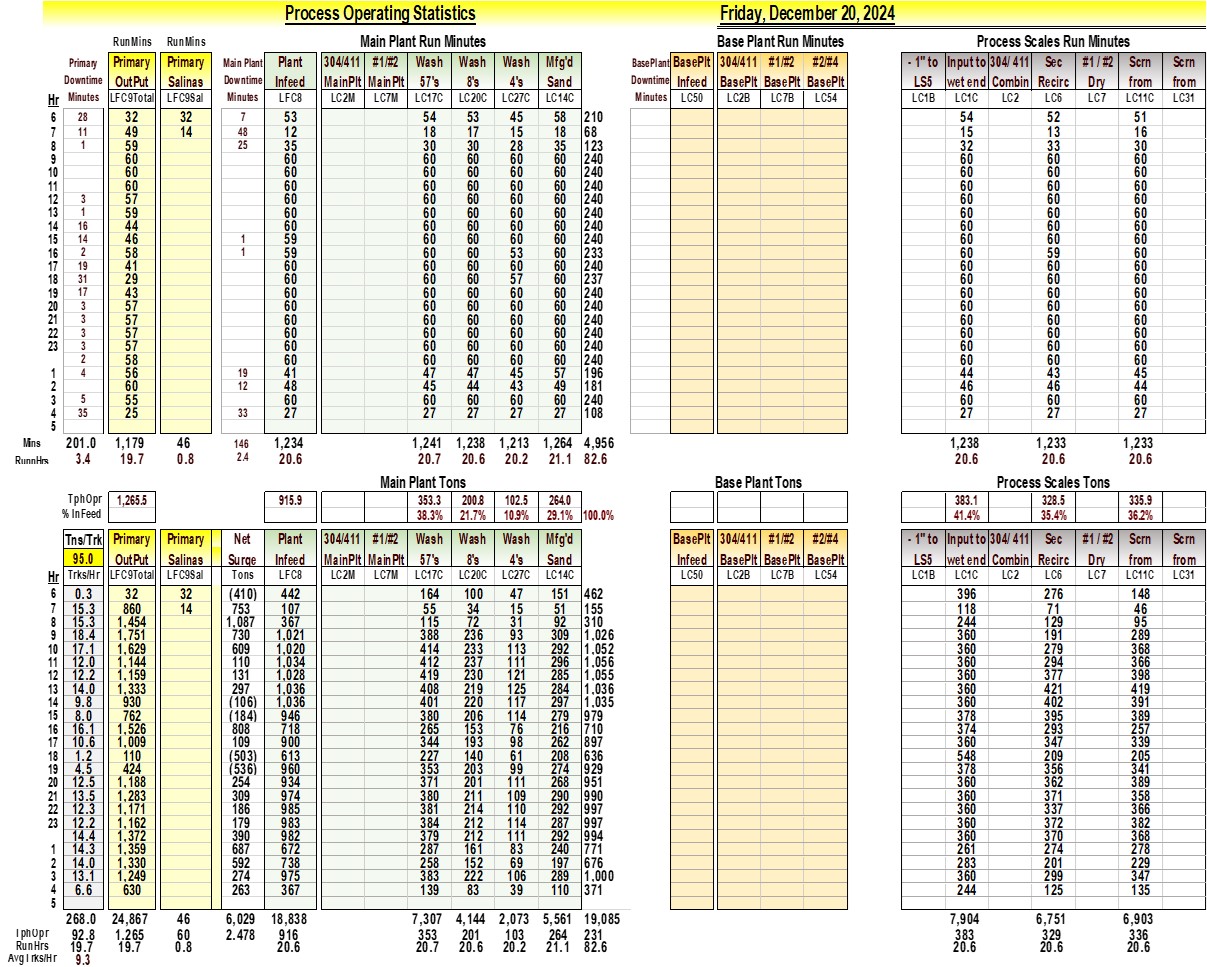 Process Operating Statistics Friday, December 20, 2024
RunMins RunMins Main Plant Run Minutes Base Plant Run Minutes Process Scales Run Minutes
Primary Primary Primary Main Plant Plant 304/411 #1/#2 Wash Wash Wash Mfg'd BasePlant BasePlt 304/411 #1/#2 #2/#4 - 1" to Input to 304/ 411 Sec #1 / #2 Scrn Scrn
Downtime OutPut Salinas Downtime Infeed MainPlt MainPlt 57's 8's 4's Sand Downtime Infeed BasePlt BasePlt BasePlt LS5 wet end Combin Recirc Dry from from
Hr Minutes LFC9Total LFC9Sal Minutes LFC8 LC2M LC7M LC17C LC20C LC27C LC14C Minutes LC50 LC2B LC7B LC54 LC1B LC1C LC2 LC6 LC7 LC11C LC31
6 28 32 32 7 53 54 53 45 58 210 54 52 51
7 11 49 14 48 12 18 17 15 18 68 15 13 16
8 1 59 25 35 30 30 28 35 123 32 33 30
9 60 60 60 60 60 60 240 60 60 60
10 60 60 60 60 60 60 240 60 60 60
11 60 60 60 60 60 60 240 60 60 60
12 3 57 60 60 60 60 60 240 60 60 60
13 1 59 60 60 60 60 60 240 60 60 60
14 16 44 60 60 60 60 60 240 60 60 60
15 14 46 1 59 60 60 60 60 240 60 60 60
16 2 58 1 59 60 60 53 60 233 60 59 60
17 19 41 60 60 60 60 60 240 60 60 60
18 31 29 60 60 60 57 60 237 60 60 60
19 17 43 60 60 60 60 60 240 60 60 60
20 3 57 60 60 60 60 60 240 60 60 60
21 3 57 60 60 60 60 60 240 60 60 60
22 3 57 60 60 60 60 60 240 60 60 60
23 3 57 60 60 60 60 60 240 60 60 60
2 58 60 60 60 60 60 240 60 60 60
1 4 56 19 41 47 47 45 57 196 44 43 45
2 60 12 48 45 44 43 49 181 46 46 44
3 5 55 60 60 60 60 60 240 60 60 60
4 35 25 33 27 27 27 27 27 108 27 27 27
5
Mins 201.0 1,179 46 146 1,234 1,241 1,238 1,213 1,264 4,956 1,238 1,233 1,233
RunnHrs 3.4 19.7 0.8 2.4 20.6 20.7 20.6 20.2 21.1 82.6 20.6 20.6 20.6
Main Plant Tons Base Plant Tons Process Scales Tons
TphOpr 1,265.5 915.9 353.3 200.8 102.5 264.0 383.1 328.5 335.9
% InFeed 38.3% 21.7% 10.9% 29.1% 100.0% 41.4% 35.4% 36.2%
Tns/Trk Primary Primary Net Plant 304/411 #1/#2 Wash Wash Wash Mfg'd BasePlt 304/411 #1/#2 #2/#4 - 1" to Input to 304/ 411 Sec #1 / #2 Scrn Scrn
95.0 OutPut Salinas Surge Infeed MainPlt MainPlt 57's 8's 4's Sand Infeed BasePlt BasePlt BasePlt LS5 wet end Combin Recirc Dry from from
Hr Trks/Hr LFC9Total LFC9Sal Tons LFC8 LC2M LC7M LC17C LC20C LC27C LC14C LC50 LC2B LC7B LC54 LC1B LC1C LC2 LC6 LC7 LC11C LC31
6 0.3 32 32 (410) 442 164 100 47 151 462 396 276 148
7 15.3 860 14 753 107 55 34 15 51 155 118 71 46
8 15.3 1,454 1,087 367 115 72 31 92 310 244 129 95
9 18.4 1,751 730 1,021 388 236 93 309 1,026 360 191 289
10 17.1 1,629 609 1,020 414 233 113 292 1,052 360 279 368
11 12.0 1,144 110 1,034 412 237 111 296 1,056 360 294 366
12 12.2 1,159 131 1,028 419 230 121 285 1,055 360 377 398
13 14.0 1,333 297 1,036 408 219 125 284 1,036 360 421 419
14 9.8 930 (106) 1,036 401 220 117 297 1,035 360 402 391
15 8.0 762 (184) 946 380 206 114 279 979 378 395 389
16 16.1 1,526 808 718 265 153 76 216 710 374 293 257
17 10.6 1,009 109 900 344 193 98 262 897 360 347 339
18 1.2 110 (503) 613 227 140 61 208 636 548 209 205
19 4.5 424 (536) 960 353 203 99 274 929 378 356 341
20 12.5 1,188 254 934 371 201 111 268 951 360 362 389
21 13.5 1,283 309 974 380 211 109 290 990 360 371 358
22 12.3 1,171 186 985 381 214 110 292 997 360 337 366
23 12.2 1,162 179 983 384 212 114 287 997 360 372 382
14.4 1,372 390 982 379 212 111 292 994 360 370 368
1 14.3 1,359 687 672 287 161 83 240 771 261 274 278
2 14.0 1,330 592 738 258 152 69 197 676 283 201 229
3 13.1 1,249 274 975 383 222 106 289 1,000 360 299 347
4 6.6 630 263 367 139 83 39 110 371 244 125 135
5
268.0 24,867 46 6,029 18,838 7,307 4,144 2,073 5,561 19,085 7,904 6,751 6,903
TphOpr 92.8 1,265 60 2,478 916 353 201 103 264 231 383 329 336
RunHrs 19.7 19.7 0.8 20.6 20.7 20.6 20.2 21.1 82.6 20.6 20.6 20.6
AvgTrks/Hr 9.3